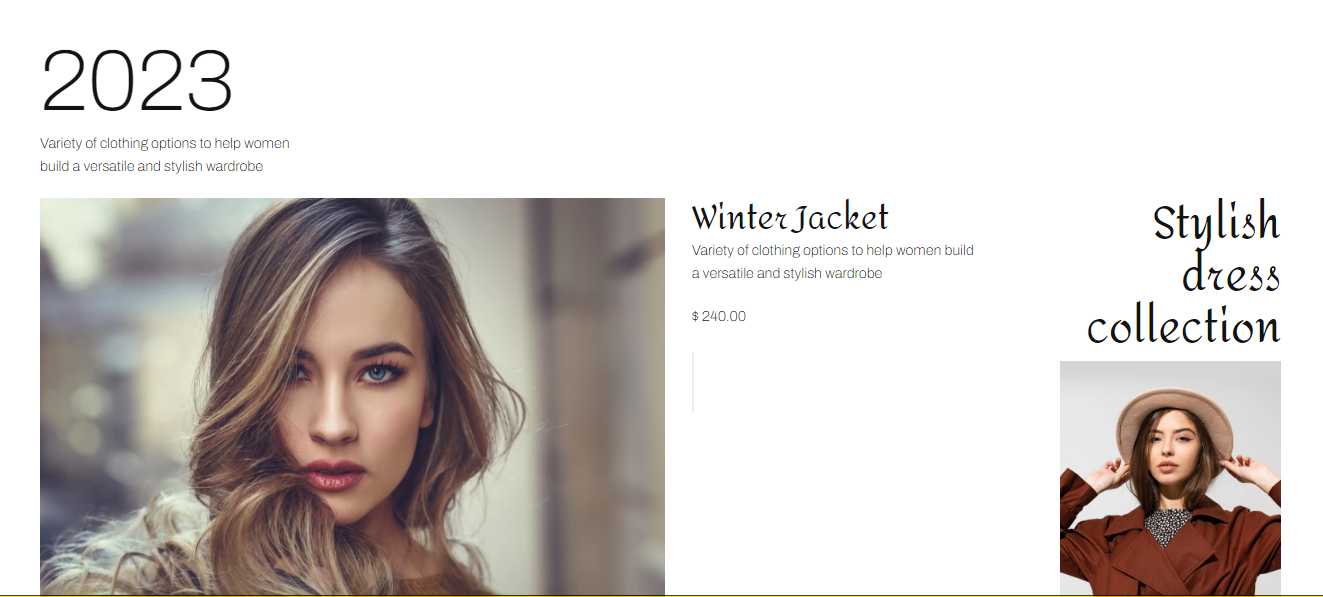 2023
Variety of clothing options to help women
build a versatile and stylish wardrobe
Winter Jacket
Variety of clothing options to help women build
a versatile and stylish wardrobe
$ 240.00
Stylish
dress
collection